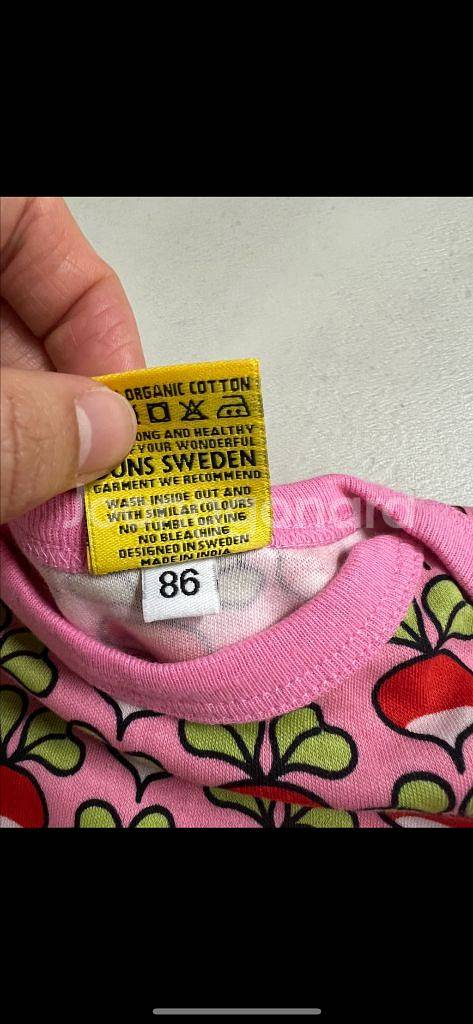 ORGANIC COTTON
ONG AND HEALTHY
YOUR WONDERFUL
ONS SWEDEN
GARMENT WE RECOMMEND
WASH INSIDE OUT AND
WITH SIMILAR COLOURS
NO TUMBLE DRYING
NO BLEACHING
DESIGNED IN SWEDEN
MADE IN INDIA
86